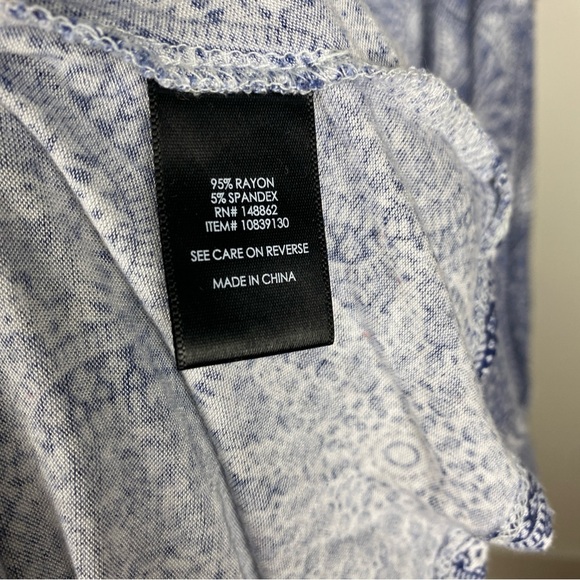 95% RAYON
5% SPANDEX
RN# 148862
ITEM# 10839130
SEE CARE ON REVERSE
MADE IN CHINA